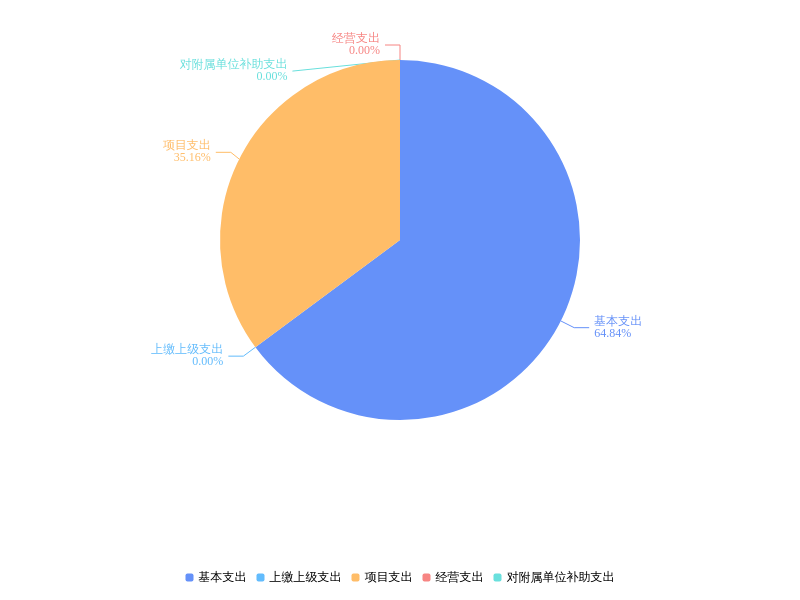 经营支出
0.00%
对附属单位补助支出
0.00%
项目支出
35.16%
基本支出
64.84%
上缴上级支出
0.00%
基本支出 上缴上级支出 项目支出 经营支出 对附属单位补助支出